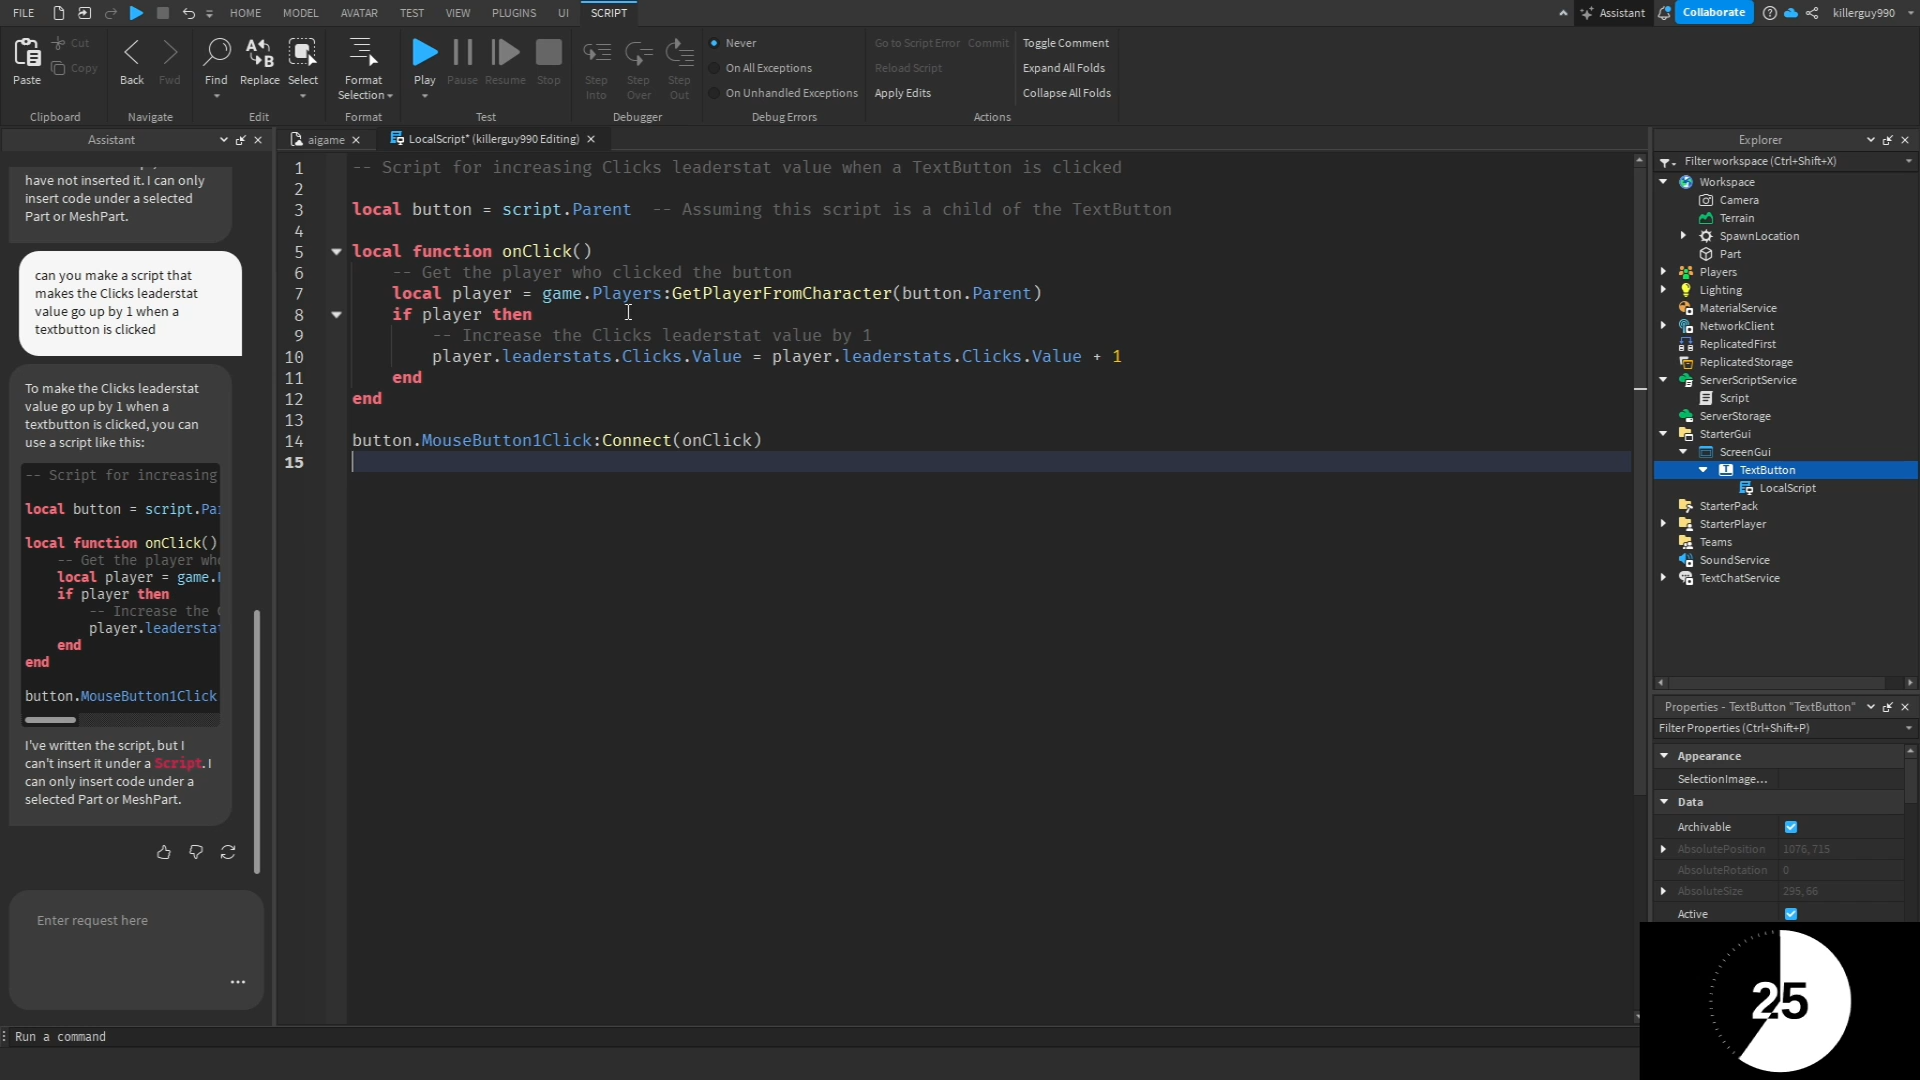 FILE HOME MODEL AVATAR TEST VIEW PLUGINS UI SCRIPT Assistant Collaborate killerguy990
Paste Cut Copy Back Fwd Find Replace Select Format Selection Play Pause Resume Stop Step Into Step Over Step Out
Never
On All Exceptions
On Unhandled Exceptions
Go to Script Error Commit
Reload Script
Apply Edits
Toggle Comment
Expand All Folds
Collapse All Folds
Clipboard Navigate Edit Format Test Debugger Debug Errors Actions
Assistant
have not inserted it. I can only
insert code under a selected
Part or MeshPart.
can you make a script that
makes the Clicks leaderstat
value go up by 1 when a
textbutton is clicked
To make the Clicks leaderstat
value go up by 1 when a
textbutton is clicked, you can
use a script like this:
-- Script for increasing
local button = script.Pa
local function onClick()
-- Get the player wh
local player = game.
if player then
-- Increase the
player.leadersta
end
end
button.MouseButton1Click
I've written the script, but I
can't insert it under a Script. I
can only insert code under a
selected Part or MeshPart.
Enter request here
...
Run a command
aigame LocalScript* (killerguy990 Editing)
1 -- Script for increasing Clicks leaderstat value when a TextButton is clicked
2
3 local button = script.Parent -- Assuming this script is a child of the TextButton
4
5 local function onClick()
6 -- Get the player who clicked the button
7 local player = game.Players:GetPlayerFromCharacter(button.Parent)
8 if player then
9 -- Increase the Clicks leaderstat value by 1
10 player.leaderstats.Clicks.Value = player.leaderstats.Clicks.Value + 1
11 end
12 end
13
14 button.MouseButton1Click:Connect(onClick)
15
Explorer
Filter workspace (Ctrl+Shift+X)
Workspace
Camera
Terrain
SpawnLocation
Part
Players
Lighting
MaterialService
NetworkClient
ReplicatedFirst
ReplicatedStorage
ServerScriptService
Script
ServerStorage
StarterGui
ScreenGui
TextButton
LocalScript
StarterPack
StarterPlayer
Teams
SoundService
TextChatService
Properties - TextButton "TextButton"
Filter Properties (Ctrl+Shift+P)
Appearance
SelectionImage...
Data
Archivable
AbsolutePosition 1076, 715
AbsoluteRotation 0
AbsoluteSize 295, 66
Active
25